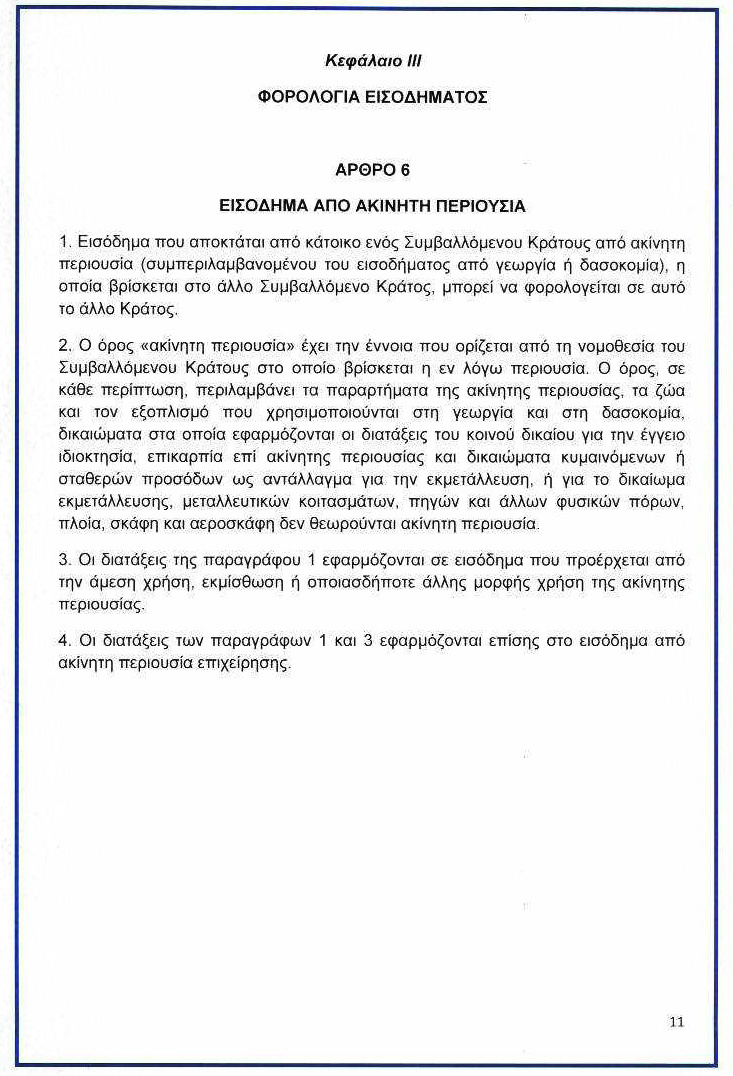 Κεφάλαιο III
ΦΟΡΟΛΟΓΙΑ ΕΙΣΟΔΗΜΑΤΟΣ
ΑΡΘΡΟ 6
ΕΙΣΟΔΗΜΑ ΑΠΟ ΑΚΙΝΗΤΗ ΠΕΡΙΟΥΣΙΑ
1. Εισόδημα που αποκτάται από κάτοικο ενός Συμβαλλόμενου Κράτους από ακίνητη
περιουσία (συμπεριλαμβανομένου του εισοδήματος από γεωργία ή δασοκομία), η
οποία βρίσκεται στο άλλο Συμβαλλόμενο Κράτος, μπορεί να φορολογείται σε αυτό
το άλλο Κράτος.
2. Ο όρος «ακίνητη περιουσία» έχει την έννοια που ορίζεται από τη νομοθεσία του
Συμβαλλόμενου Κράτους στο οποίο βρίσκεται η εν λόγω περιουσία. Ο όρος, σε
κάθε περίπτωση, περιλαμβάνει τα παραρτήματα της ακίνητης περιουσίας, τα ζώα
και τον εξοπλισμό που χρησιμοποιούνται στη γεωργία και στη δασοκομία,
δικαιώματα στα οποία εφαρμόζονται οι διατάξεις του κοινού δικαίου για την έγγειο
ιδιοκτησία, επικαρπία επί ακίνητης περιουσίας και δικαιώματα κυμαινόμενων ή
σταθερών προσόδων ως αντάλλαγμα για την εκμετάλλευση, ή για το δικαίωμα
εκμετάλλευσης, μεταλλευτικών κοιτασμάτων, πηγών και άλλων φυσικών πόρων,
πλοία, σκάφη και αεροσκάφη δεν θεωρούνται ακίνητη περιουσία.
3. Οι διατάξεις της παραγράφου 1 εφαρμόζονται σε εισόδημα που προέρχεται από
την άμεση χρήση, εκμίσθωση ή οποιασδήποτε άλλης μορφής χρήση της ακίνητης
περιουσίας.
4. Οι διατάξεις των παραγράφων 1 και 3 εφαρμόζονται επίσης στο εισόδημα από
ακίνητη περιουσία επιχείρησης.
11